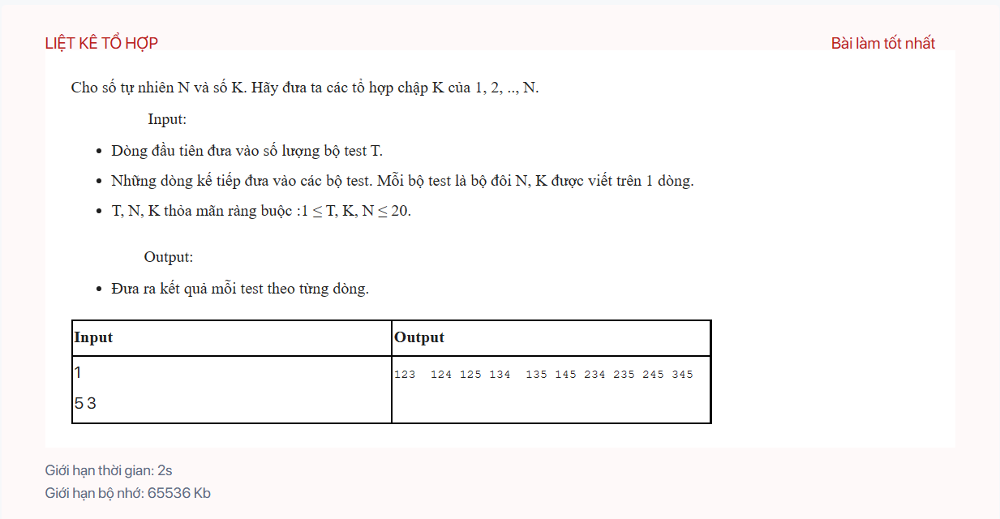 LIỆT KÊ TỔ HỢP
Bài làm tốt nhất
Cho số tự nhiên N và số K. Hãy đưa ta các tổ hợp chập K của 1, 2, .., N.
Input:
• Dòng đầu tiên đưa vào số lượng bộ test T.
• Những dòng kế tiếp đưa vào các bộ test. Mỗi bộ test là bộ đôi N, K được viết trên 1 dòng.
• T, N, K thỏa mãn ràng buộc :1 ≤ T, K, N ≤ 20.
Output:
• Đưa ra kết quả mỗi test theo từng dòng.
Input Output
1 123  124 125 134  135 145 234 235 245 345
5 3
Giới hạn thời gian: 2s
Giới hạn bộ nhớ: 65536 Kb